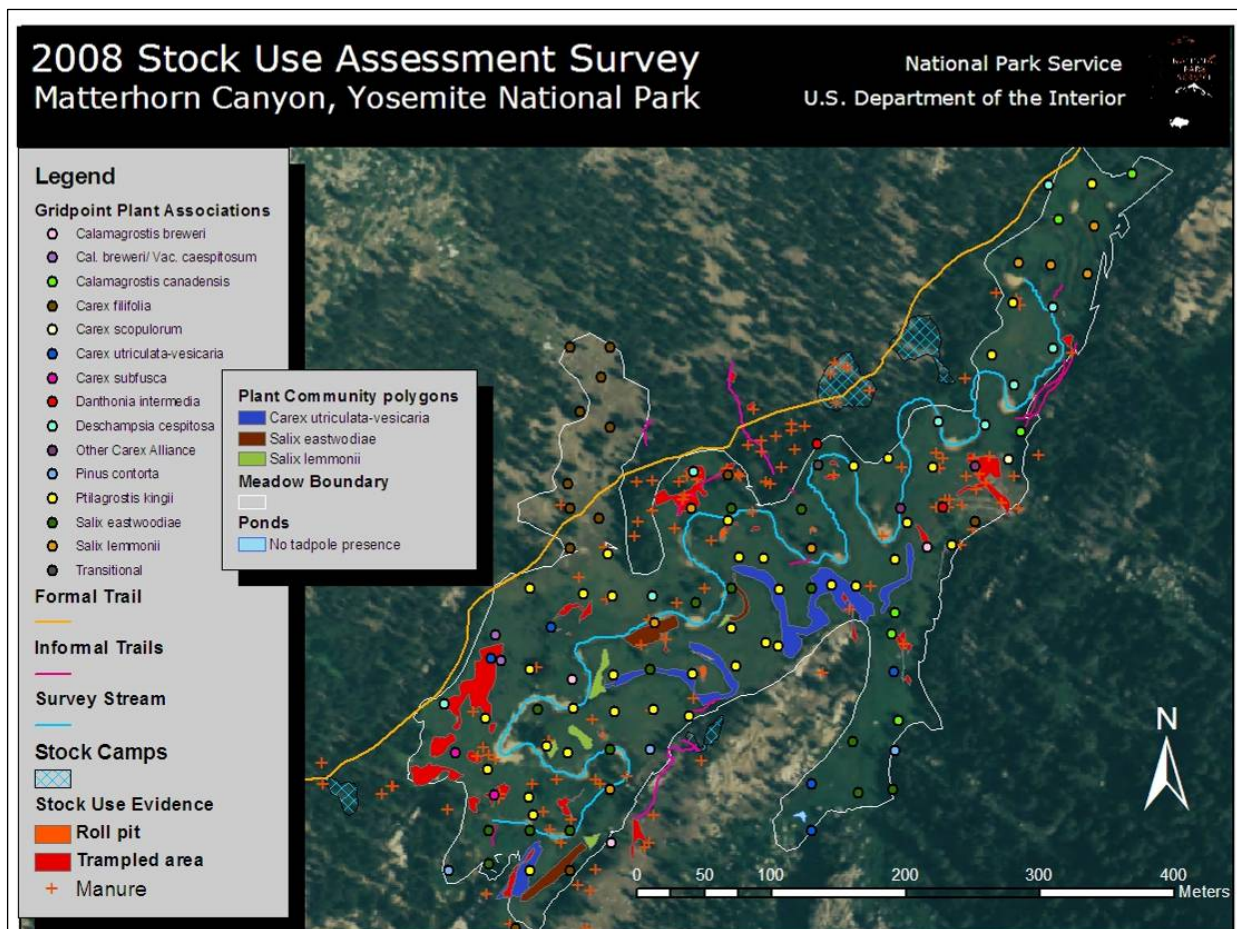 2008 Stock Use Assessment Survey
Matterhorn Canyon, Yosemite National Park
National Park Service
U.S. Department of the Interior
Legend
Gridpoint Plant Associations
Calamagrostis breweri
Cal. breweri/ Vac. caespitosum
Calamagrostis canadensis
Carex filifolia
Carex scopulorum
Carex utriculata-vesicaria
Carex subfusca
Danthonia intermedia
Deschampsia cespitosa
Other Carex Alliance
Pinus contorta
Ptilagrostis kingii
Salix eastwoodiae
Salix lemmonii
Transitional
Formal Trail
Informal Trails
Survey Stream
Stock Camps
Stock Use Evidence
Roll pit
Trampled area
Manure
Plant Community polygons
Carex utriculata-vesicaria
Salix eastwodiae
Salix lemmonii
Meadow Boundary
Ponds
No tadpole presence
N
0 50 100 200 300 400
Meters